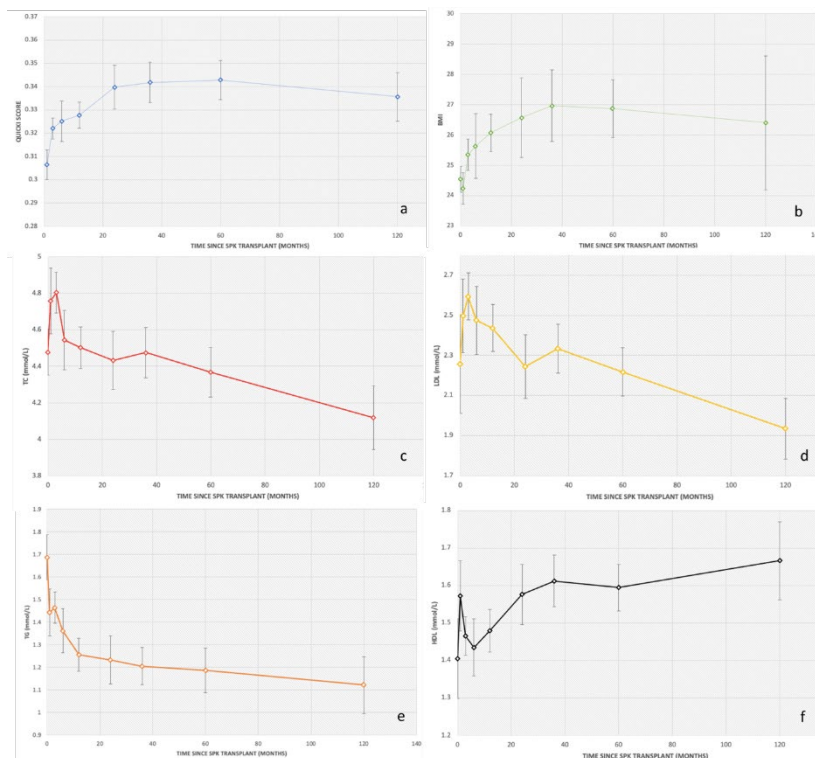 0.37
0.36
0.35
0.34
0.33
0.32
0.31
0.3
0.29
0.28
QUICKI SCORE
0 20 40 60 80 100 120
TIME SINCE SPK TRANSPLANT (MONTHS)
a
30
29
28
27
26
25
24
23
BMI
0 20 40 60 80 100 120
TIME SINCE SPK TRANSPLANT (MONTHS)
b
5
4.8
4.6
4.4
4.2
4
3.8
TC (mmol/L)
0 20 40 60 80 100 120
TIME SINCE SPK TRANSPLANT (MONTHS)
c
2.7
2.5
2.3
2.1
1.9
1.7
LDL (mmol/L)
0 20 40 60 80 100 120
TIME SINCE SPK TRANSPLANT (MONTHS)
d
1.9
1.8
1.7
1.6
1.5
1.4
1.3
1.2
1.1
1
0.9
TG (mmol/L)
0 20 40 60 80 100 120 140
TIME SINCE SPK TRANSPLANT (MONTHS)
e
1.8
1.7
1.6
1.5
1.4
1.3
1.2
HDL (mmol/L)
0 20 40 60 80 100 120
TIME SINCE SPK TRANSPLANT (MONTHS)
f